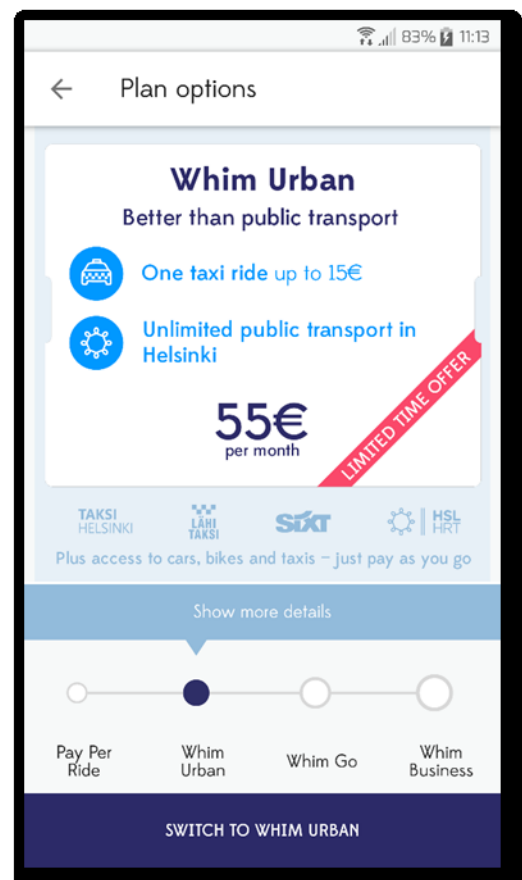 83% 11:13
Plan options
Whim Urban
Better than public transport
One taxi ride up to 15€
Unlimited public transport in
Helsinki
55€
per month
LIMITED TIME OFFER
TAKSI
HELSINKI
LÄHI
TAKSI
SIXT
HSL
HRT
Plus access to cars, bikes and taxis – just pay as you go
Show more details
Pay Per
Ride
Whim
Urban
Whim Go
Whim
Business
SWITCH TO WHIM URBAN